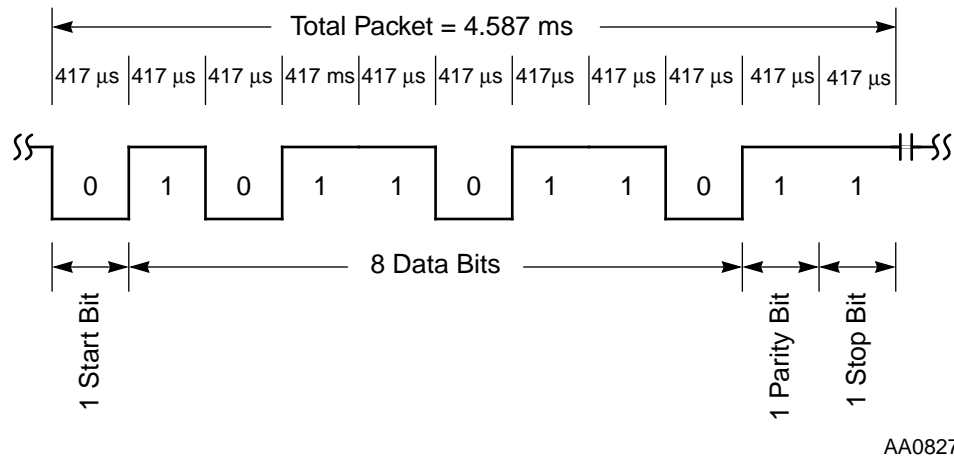 Total Packet = 4.587 ms
417 μs 417 μs 417 μs 417 ms 417 μs 417 μs 417μs 417 μs 417 μs 417 μs 417 μs
0 1 0 1 1 0 1 1 0 1 1
8 Data Bits
1 Start Bit
1 Parity Bit
1 Stop Bit
AA0827